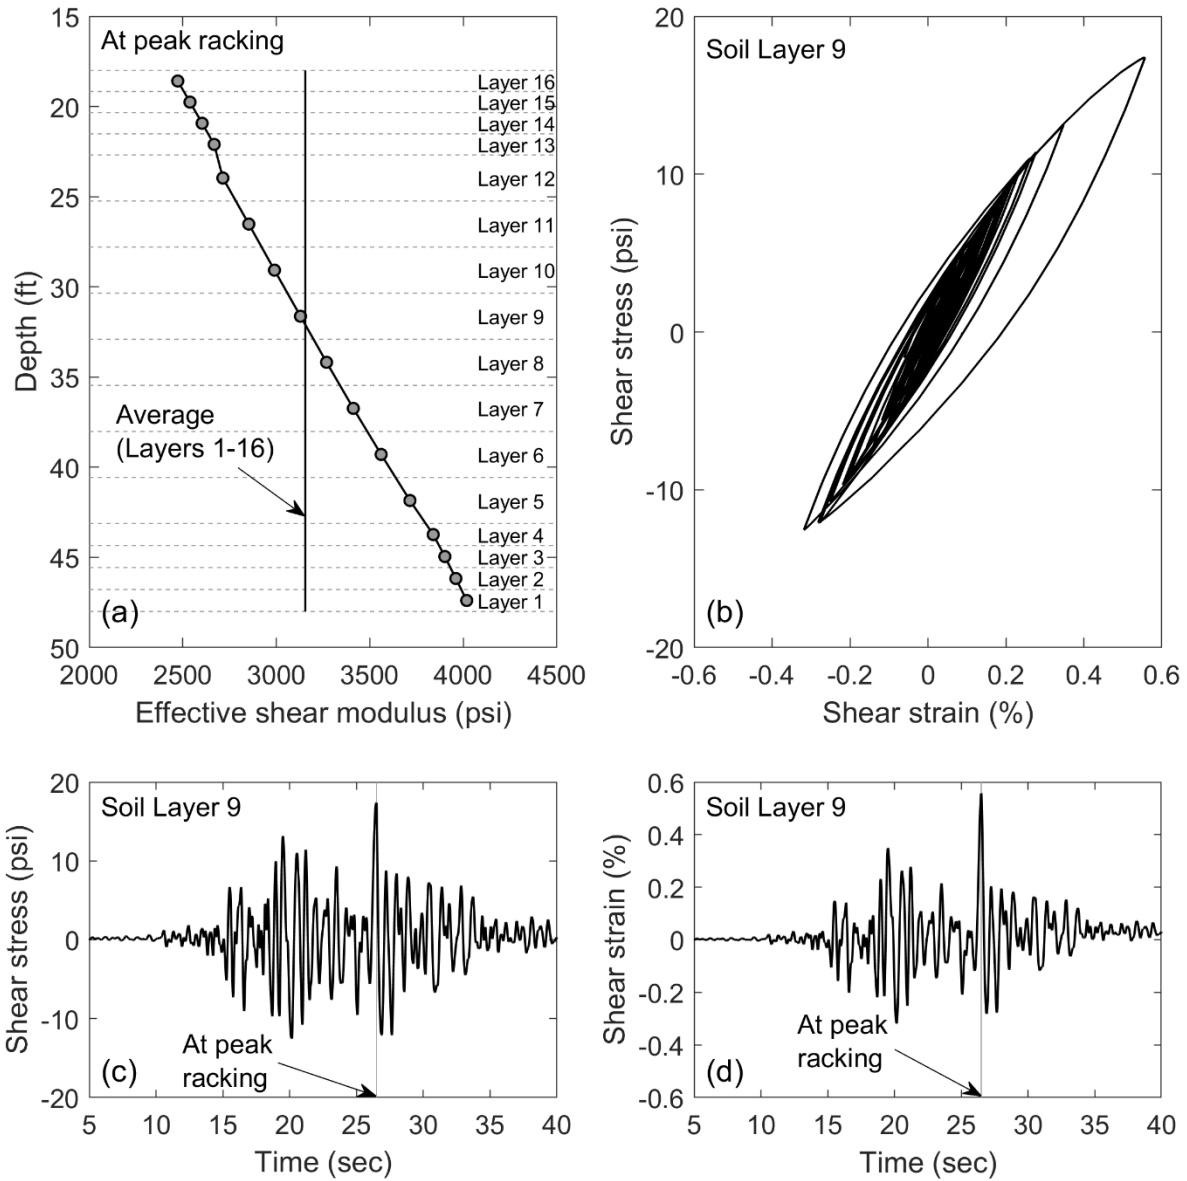 At peak racking
Layer 16
Layer 15
Layer 14
Layer 13
Layer 12
Layer 11
Layer 10
Layer 9
Layer 8
Layer 7
Layer 6
Layer 5
Layer 4
Layer 3
Layer 2
Layer 1
Average
(Layers 1-16)
(a)
15
20
25
30
35
40
45
50
Depth (ft)
2000 2500 3000 3500 4000 4500
Effective shear modulus (psi)
Soil Layer 9
(b)
20
10
0
-10
-20
Shear stress (psi)
-0.6 -0.4 -0.2 0 0.2 0.4 0.6
Shear strain (%)
Soil Layer 9
At peak
racking
(c)
20
10
0
-10
-20
Shear stress (psi)
5 10 15 20 25 30 35 40
Time (sec)
Soil Layer 9
At peak
racking
(d)
0.6
0.4
0.2
0
-0.2
-0.4
-0.6
Shear strain (%)
5 10 15 20 25 30 35 40
Time (sec)